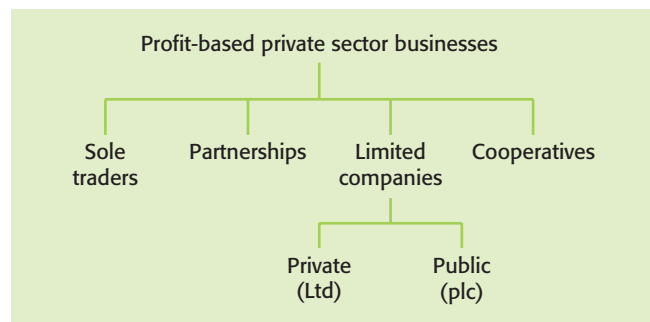 Profit-based private sector businesses
Sole
traders
Partnerships
Limited
companies
Cooperatives
Private
(Ltd)
Public
(plc)